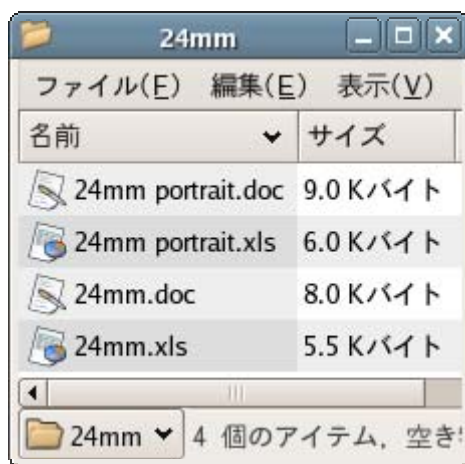 24mm
ファイル(F) 編集(E) 表示(V)
名前 サイズ
24mm portrait.doc 9.0 Kバイト
24mm portrait.xls 6.0 Kバイト
24mm.doc 8.0 Kバイト
24mm.xls 5.5 Kバイト
24mm 4 個のアイテム, 空き